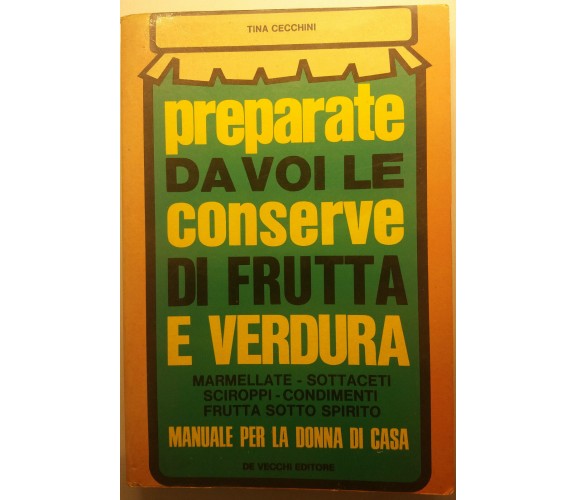 TINA CECCHINI
preparate
DA VOI LE
conserve
DI FRUTTA
E VERDURA
MARMELLATE - SOTTACETI
SCIROPPI - CONDIMENTI
FRUTTA SOTTO SPIRITO
MANUALE PER LA DONNA DI CASA
DE VECCHI EDITORE